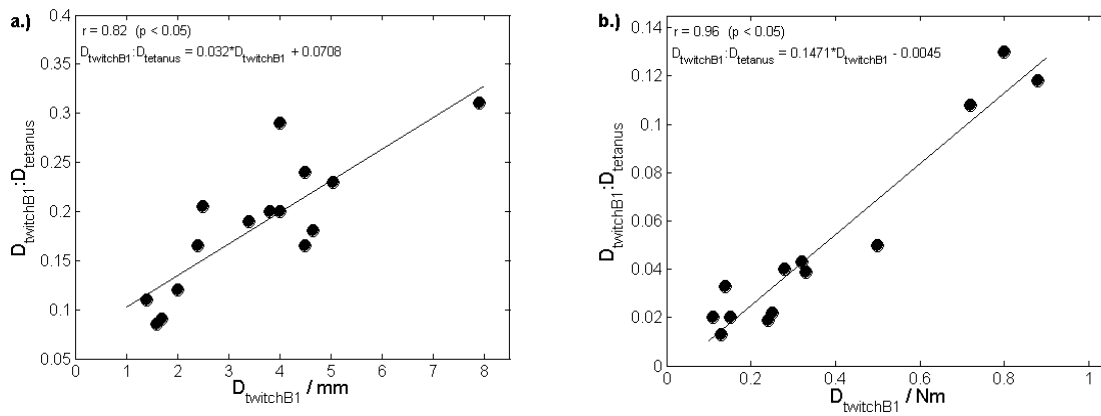 a.)
r = 0.82 (p < 0.05)
DtwitchB1:Dtetanus = 0.032*DtwitchB1 + 0.0708
0.4
0.3
0.25
0.2
0.15
0.1
0.05
1 2 3 4 5 6 7 8
DtwitchB1:Dtetanus
DtwitchB1 / mm
b.)
r = 0.96 (p < 0.05)
DtwitchB1:Dtetanus = 0.1471*DtwitchB1 - 0.0045
0.14
0.12
0.1
0.08
0.06
0.04
0.02
0
0 0.2 0.4 0.6 0.8 1
DtwitchB1:Dtetanus
DtwitchB1 / Nm